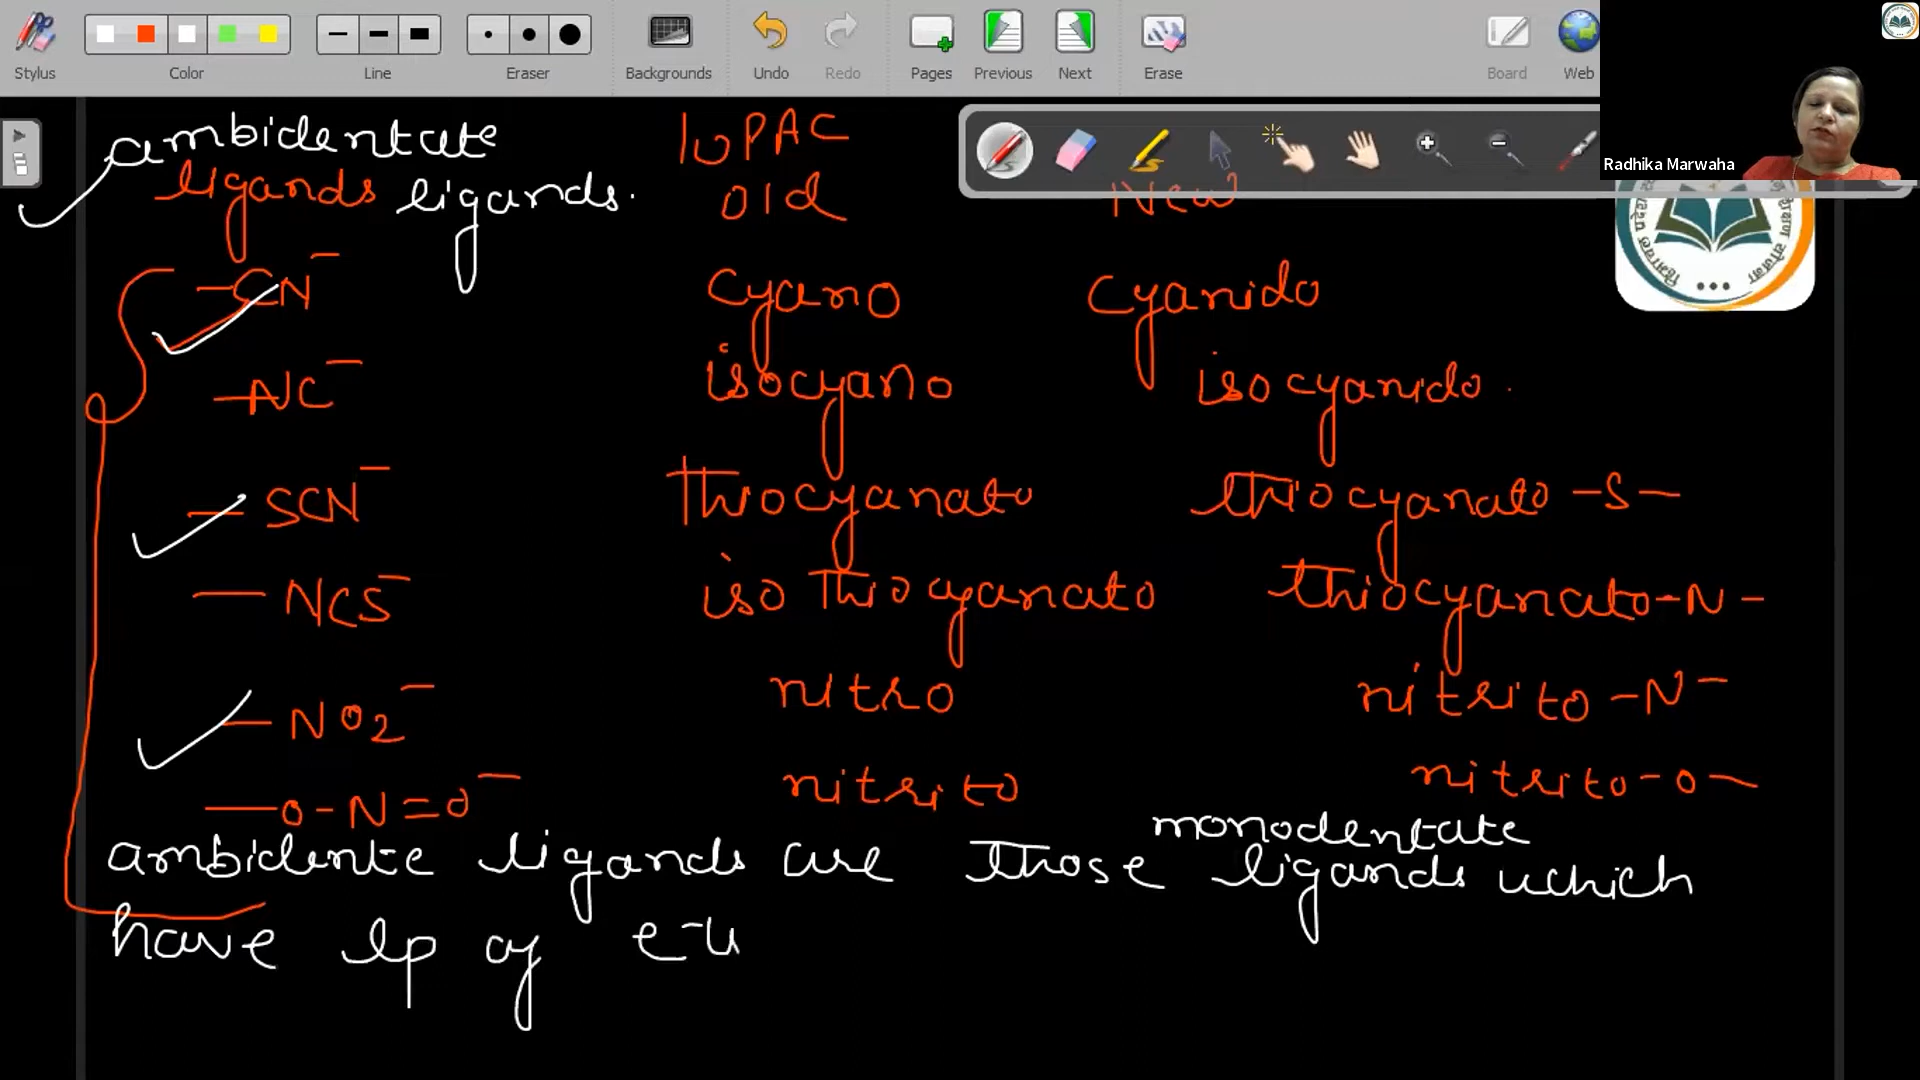 Stylus Color Line Eraser Backgrounds Undo Redo Pages Previous Next Erase Board Web
Radhika Marwaha
ambidentate IUPAC
ligands ligands. old New
–CN⁻ cyano cyanido
–NC⁻ isocyano isocyanido.
– SCN⁻ thiocyanato thiocyanato –S–
– NCS⁻ iso thiocyanato thiocyanato–N–
– NO2⁻ nitro nitrito –N–
–O–N=O⁻ nitrito nitrito–O–
monodentate
ambidente ligands are those ligands which
have lp of e⁻